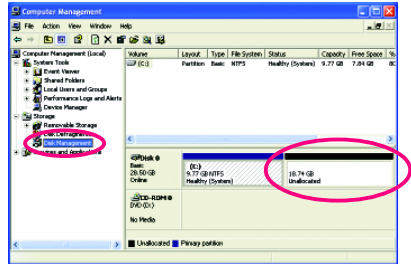 Computer Management
File Action View Window Help
Computer Management (Local)
System Tools
Event Viewer
Shared Folders
Local Users and Groups
Performance Logs and Alerts
Device Manager
Storage
Removable Storage
Disk Defragmenter
Disk Management
Services and Applications
Volume Layout Type File System Status Capacity Free Space %
(C:) Partition Basic NTFS Healthy (System) 9.77 GB 7.84 GB 8C
Disk 0
Basic
28.50 GB
Online
(C:)
9.77 GB NTFS
Healthy (System)
18.74 GB
Unallocated
CD-ROM 0
DVD (D:)
No Media
Unallocated Primary partition